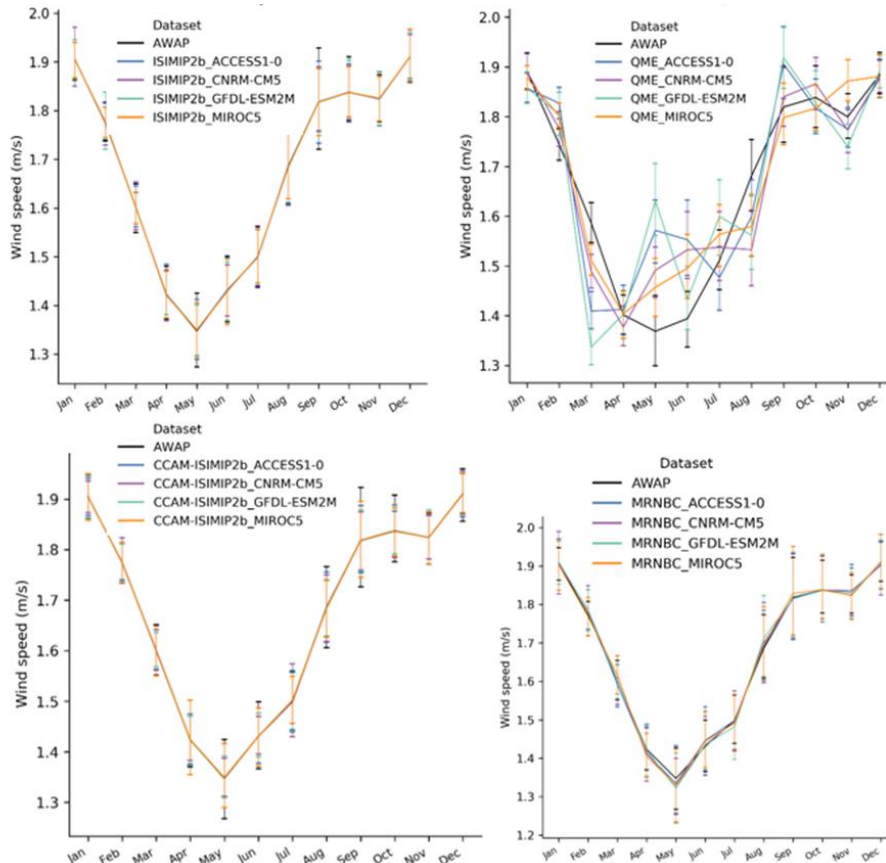 Dataset
AWAP
ISIMIP2b_ACCESS1-0
ISIMIP2b_CNRM-CM5
ISIMIP2b_GFDL-ESM2M
ISIMIP2b_MIROC5
Wind speed (m/s)
2.0
1.9
1.8
1.7
1.6
1.5
1.4
1.3
Jan
Feb
Mar
Apr
May
Jun
Jul
Aug
Sep
Oct
Nov
Dec
Dataset
AWAP
QME_ACCESS1-0
QME_CNRM-CM5
QME_GFDL-ESM2M
QME_MIROC5
Wind speed (m/s)
2.0
1.9
1.8
1.7
1.6
1.5
1.4
1.3
Jan
Feb
Mar
Apr
May
Jun
Jul
Aug
Sep
Oct
Nov
Dec
Dataset
AWAP
CCAM-ISIMIP2b_ACCESS1-0
CCAM-ISIMIP2b_CNRM-CM5
CCAM-ISIMIP2b_GFDL-ESM2M
CCAM-ISIMIP2b_MIROC5
Wind speed (m/s)
1.9
1.8
1.7
1.6
1.5
1.4
1.3
Jan
Feb
Mar
Apr
May
Jun
Jul
Aug
Sep
Oct
Nov
Dec
Dataset
AWAP
MRNBC_ACCESS1-0
MRNBC_CNRM-CM5
MRNBC_GFDL-ESM2M
MRNBC_MIROC5
Wind speed (m/s)
2.0
1.9
1.8
1.7
1.6
1.5
1.4
1.3
1.2
Jan
Feb
Mar
Apr
May
Jun
Jul
Aug
Sep
Oct
Nov
Dec